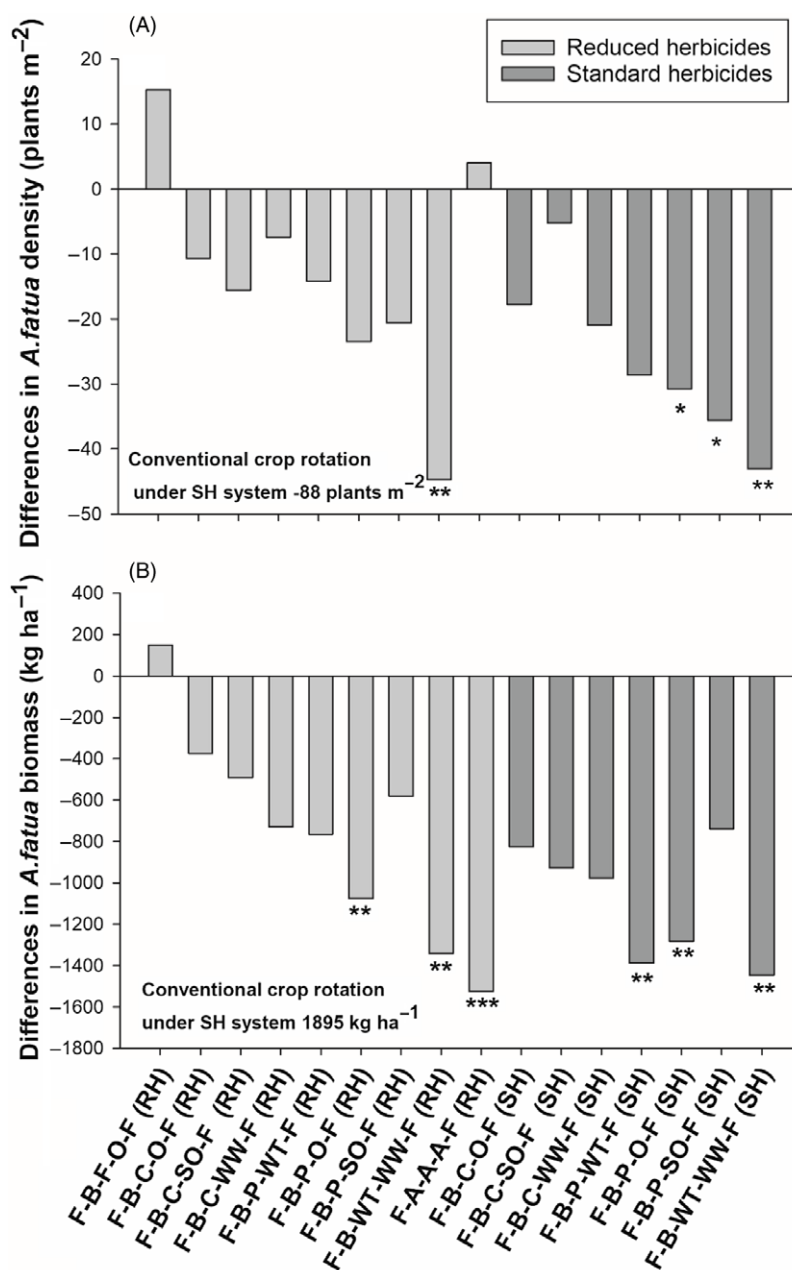 (A)
Reduced herbicides
Standard herbicides
Differences in A.fatua density (plants m⁻²)
20
10
0
–10
–20
–30
–40
–50
Conventional crop rotation
under SH system -88 plants m⁻²
**
*
*
**
(B)
Differences in A.fatua biomass (kg ha⁻¹)
400
200
0
–200
–400
–600
–800
–1000
–1200
–1400
–1600
–1800
**
**
***
**
**
**
Conventional crop rotation
under SH system 1895 kg ha⁻¹
F-B-F-O-F (RH)
F-B-C-O-F (RH)
F-B-C-SO-F (RH)
F-B-C-WW-F (RH)
F-B-P-WT-F (RH)
F-B-P-O-F (RH)
F-B-P-SO-F (RH)
F-B-WT-WW-F (RH)
F-A-A-A-F (RH)
F-B-C-O-F (SH)
F-B-C-SO-F (SH)
F-B-C-WW-F (SH)
F-B-P-WT-F (SH)
F-B-P-O-F (SH)
F-B-P-SO-F (SH)
F-B-WT-WW-F (SH)